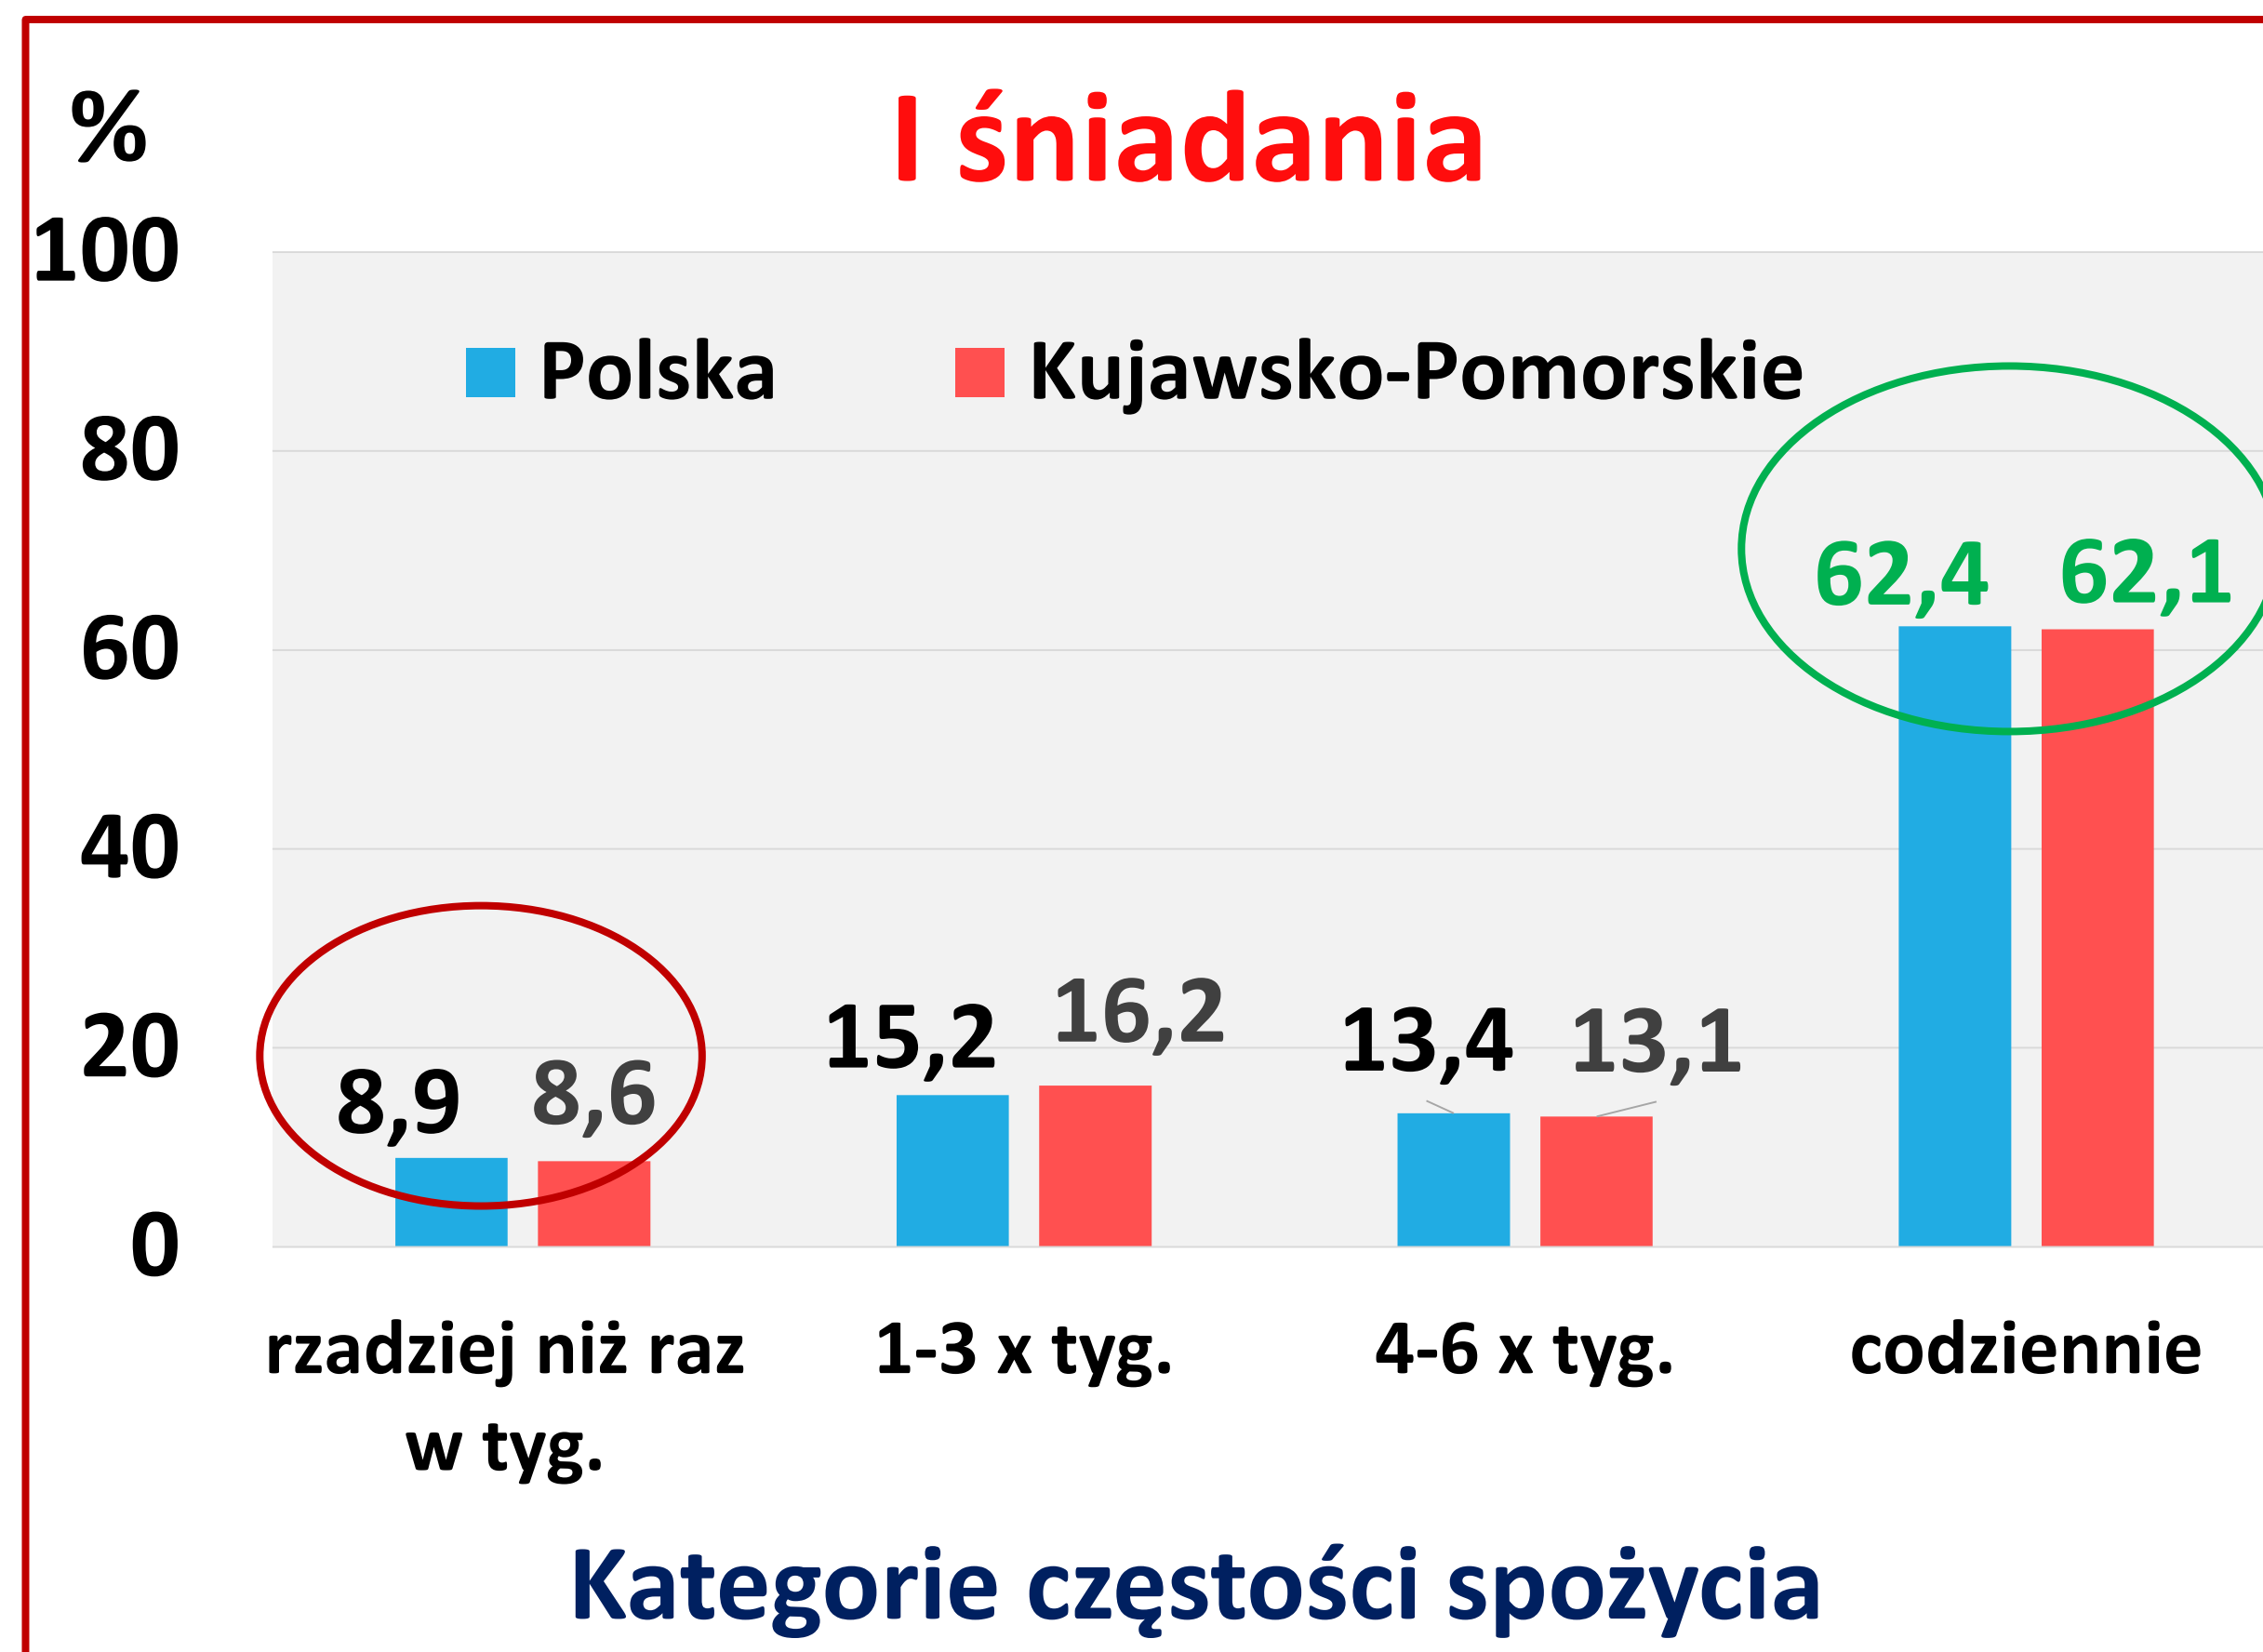 %
I śniadania
100
Polska Kujawsko-Pomorskie
80
62,4 62,1
60
40
20
8,9 8,6 15,2 16,2 13,4 13,1
0
rzadziej niż raz 1-3 x tyg. 4-6 x tyg. codziennie
w tyg.
Kategorie częstości spożycia